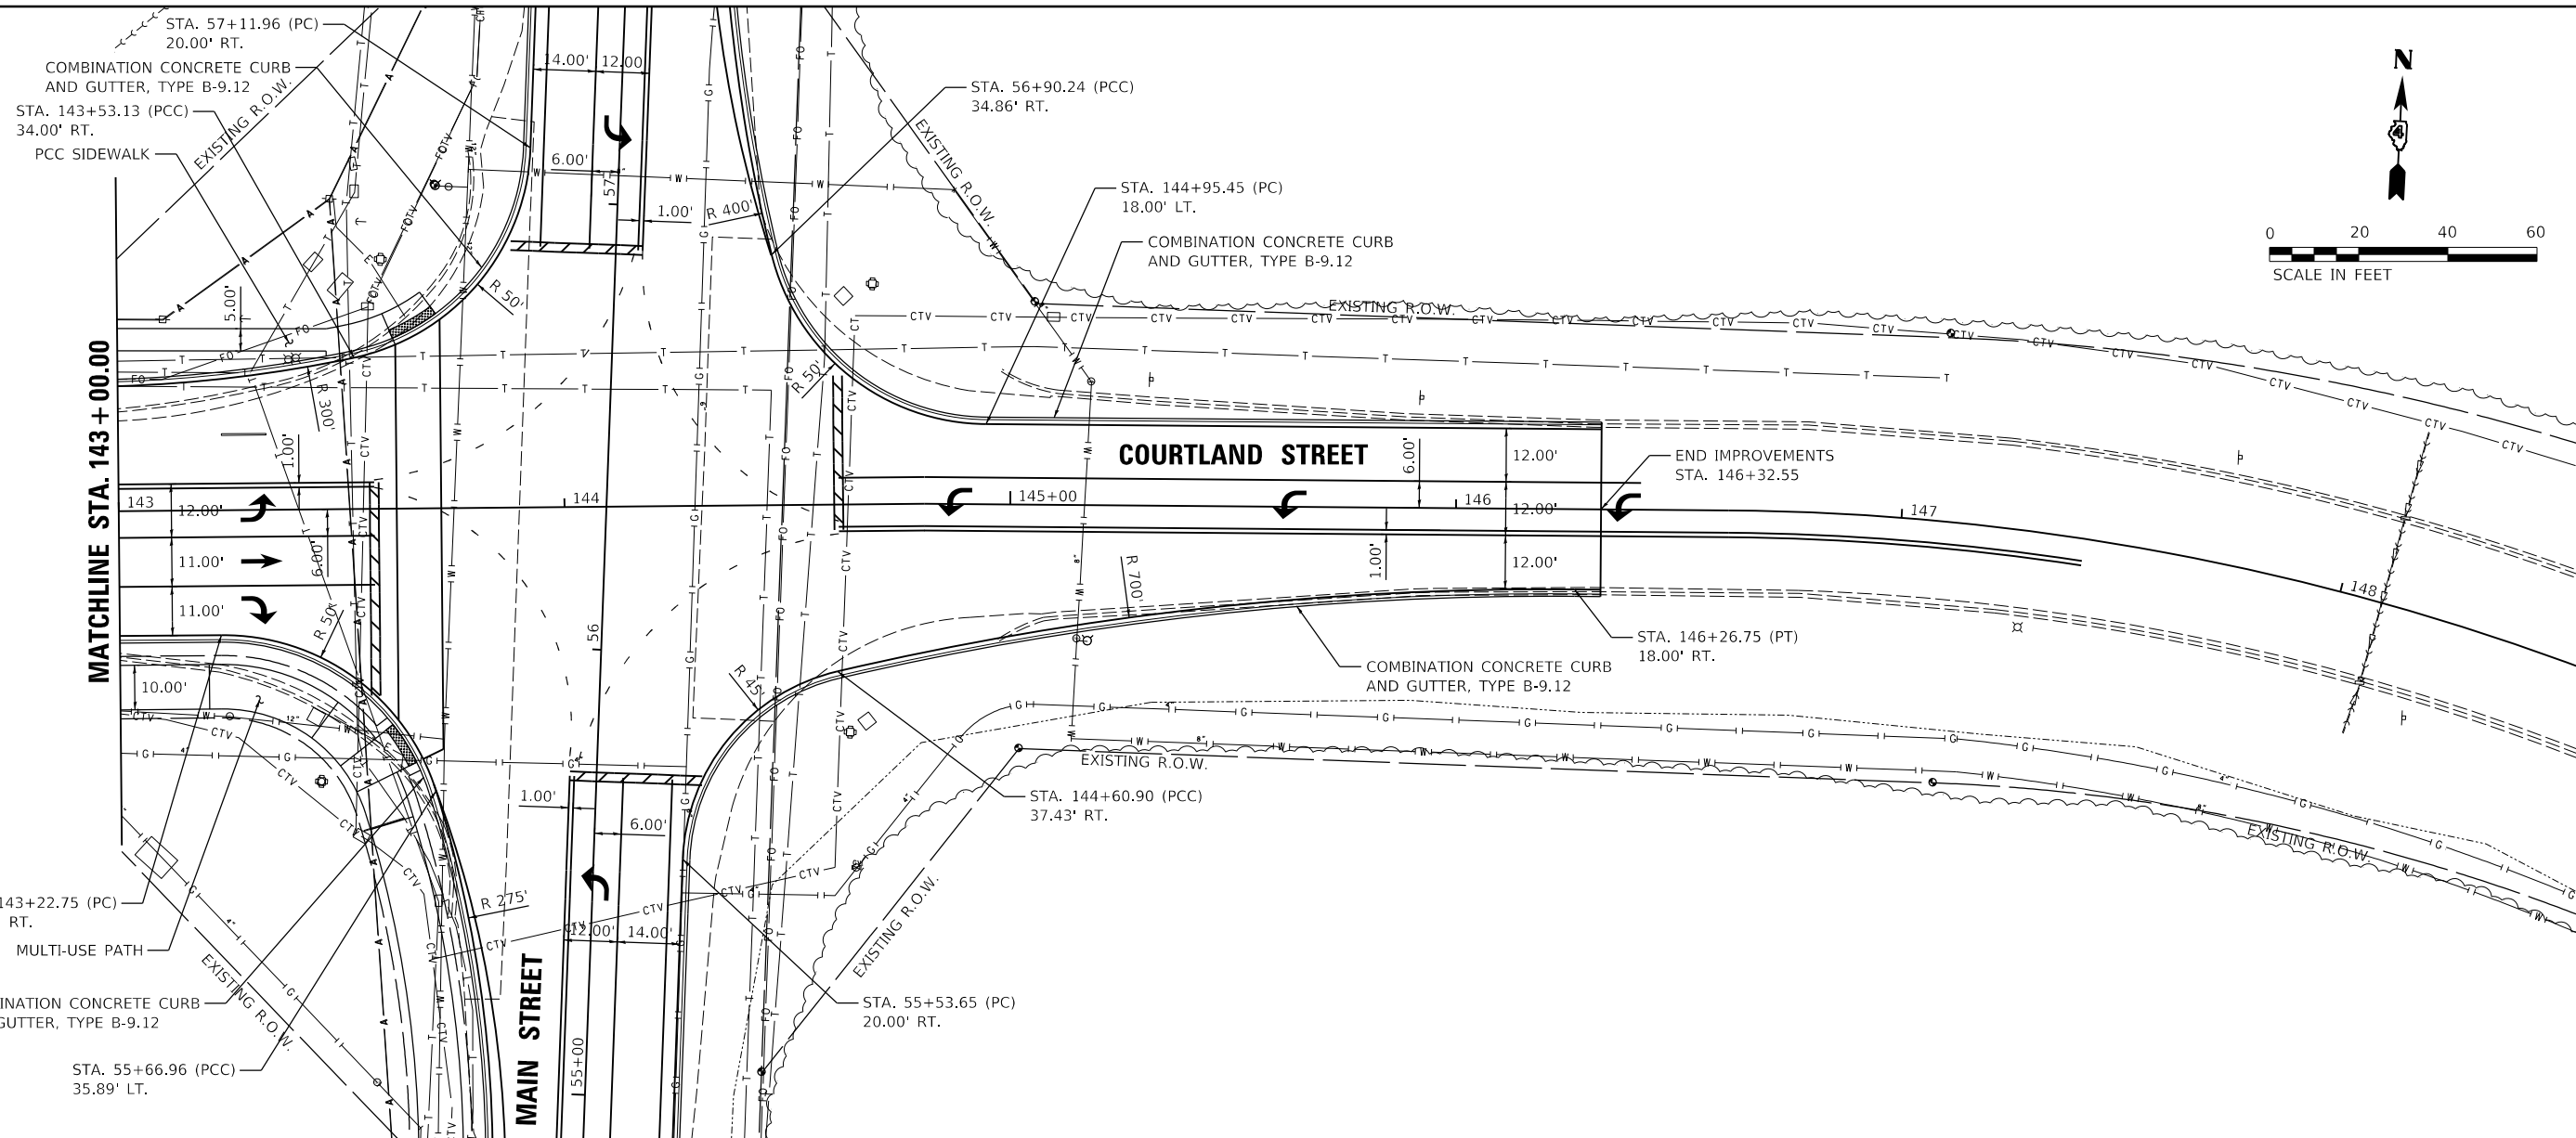 STA. 57+11.96 (PC)
20.00' RT.
COMBINATION CONCRETE CURB
AND GUTTER, TYPE B-9.12
STA. 143+53.13 (PCC)
34.00' RT.
PCC SIDEWALK
EXISTING R.O.W.
14.00'
12.00
6.00'
57
1.00'
R 400'
STA. 56+90.24 (PCC)
34.86' RT.
EXISTING R.O.W.
STA. 144+95.45 (PC)
18.00' LT.
COMBINATION CONCRETE CURB
AND GUTTER, TYPE B-9.12
EXISTING R.O.W.
N
4
0 20 40 60
SCALE IN FEET
MATCHLINE STA. 143+00.00
5.00'
R 50'
R 300'
R 50'
1.00'
143
12.00'
11.00'
6.00'
11.00'
R 50'
10.00'
144
COURTLAND STREET
145+00
146
6.00'
12.00'
12.00'
1.00'
12.00'
END IMPROVEMENTS
STA. 146+32.55
147
148
56
R 700'
R 45'
STA. 146+26.75 (PT)
18.00' RT.
COMBINATION CONCRETE CURB
AND GUTTER, TYPE B-9.12
EXISTING R.O.W.
EXISTING R.O.W.
STA. 144+60.90 (PCC)
37.43' RT.
1.00'
6.00'
12.00'
14.00'
R 275'
143+22.75 (PC)
RT.
MULTI-USE PATH
EXISTING R.O.W.
INATION CONCRETE CURB
GUTTER, TYPE B-9.12
STA. 55+66.96 (PCC)
35.89' LT.
MAIN STREET
55+00
EXISTING R.O.W.
STA. 55+53.65 (PC)
20.00' RT.